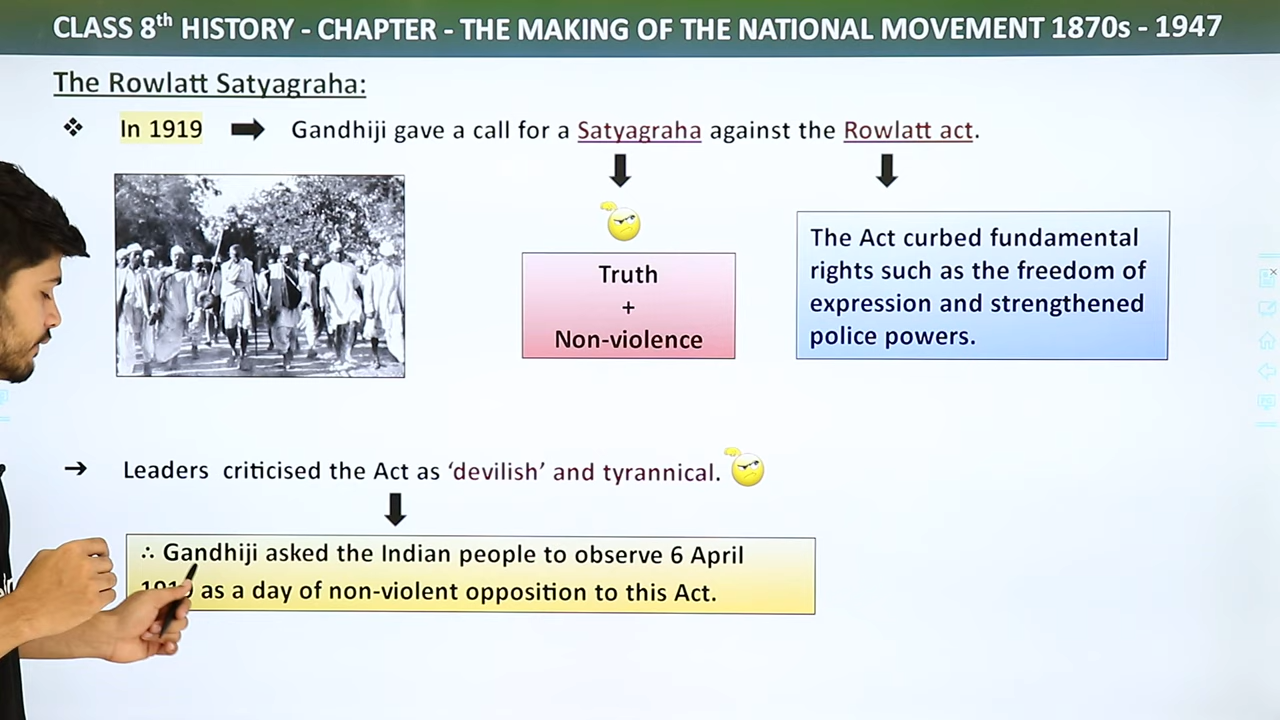 CLASS 8th HISTORY - CHAPTER - THE MAKING OF THE NATIONAL MOVEMENT 1870s - 1947
The Rowlatt Satyagraha:
❖ In 1919 ➡ Gandhiji gave a call for a Satyagraha against the Rowlatt act.
Truth
+
Non-violence
The Act curbed fundamental
rights such as the freedom of
expression and strengthened
police powers.
➔ Leaders criticised the Act as ‘devilish’ and tyrannical.
∴ Gandhiji asked the Indian people to observe 6 April
1919 as a day of non-violent opposition to this Act.